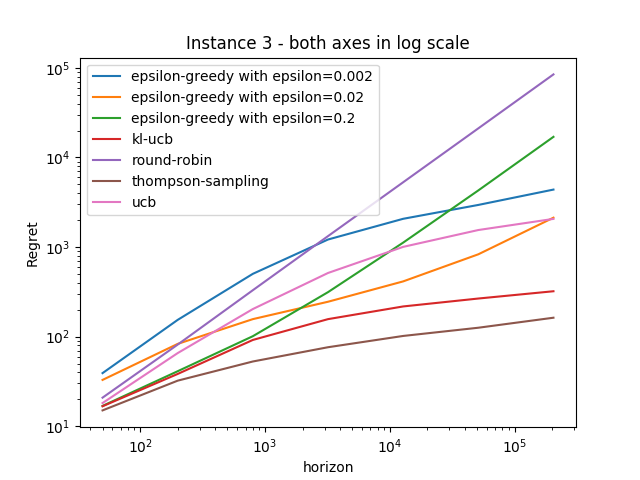 Instance 3 - both axes in log scale
10^5
10^4
10^3
10^2
10^1
Regret
epsilon-greedy with epsilon=0.002
epsilon-greedy with epsilon=0.02
epsilon-greedy with epsilon=0.2
kl-ucb
round-robin
thompson-sampling
ucb
10^2
10^3
10^4
10^5
horizon